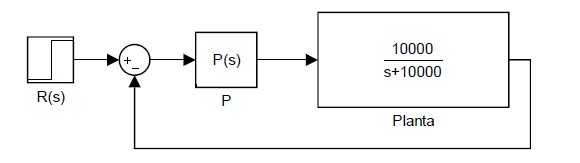 +
−
P(s)
10000
s+10000
R(s)
P
Planta